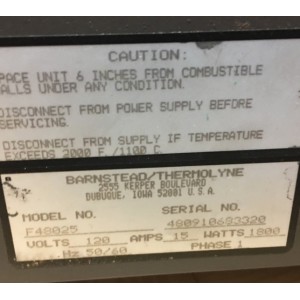 CAUTION:
PACE UNIT 6 INCHES FROM COMBUSTIBLE
ALLS UNDER ANY CONDITION.
DISCONNECT FROM POWER SUPPLY BEFORE
SERVICING.
DISCONNECT FROM SUPPLY IF TEMPERATURE
EXCEEDS 2000 F./1100 C.
BARNSTEAD/THERMOLYNE
2555 KERPER BOULEVARD
DUBUQUE, IOWA 52001 U.S.A.
MODEL NO. SERIAL NO.
F48025 480910683320
VOLTS 120 AMPS 15 WATTS 1800
Hz 50/60 PHASE 1